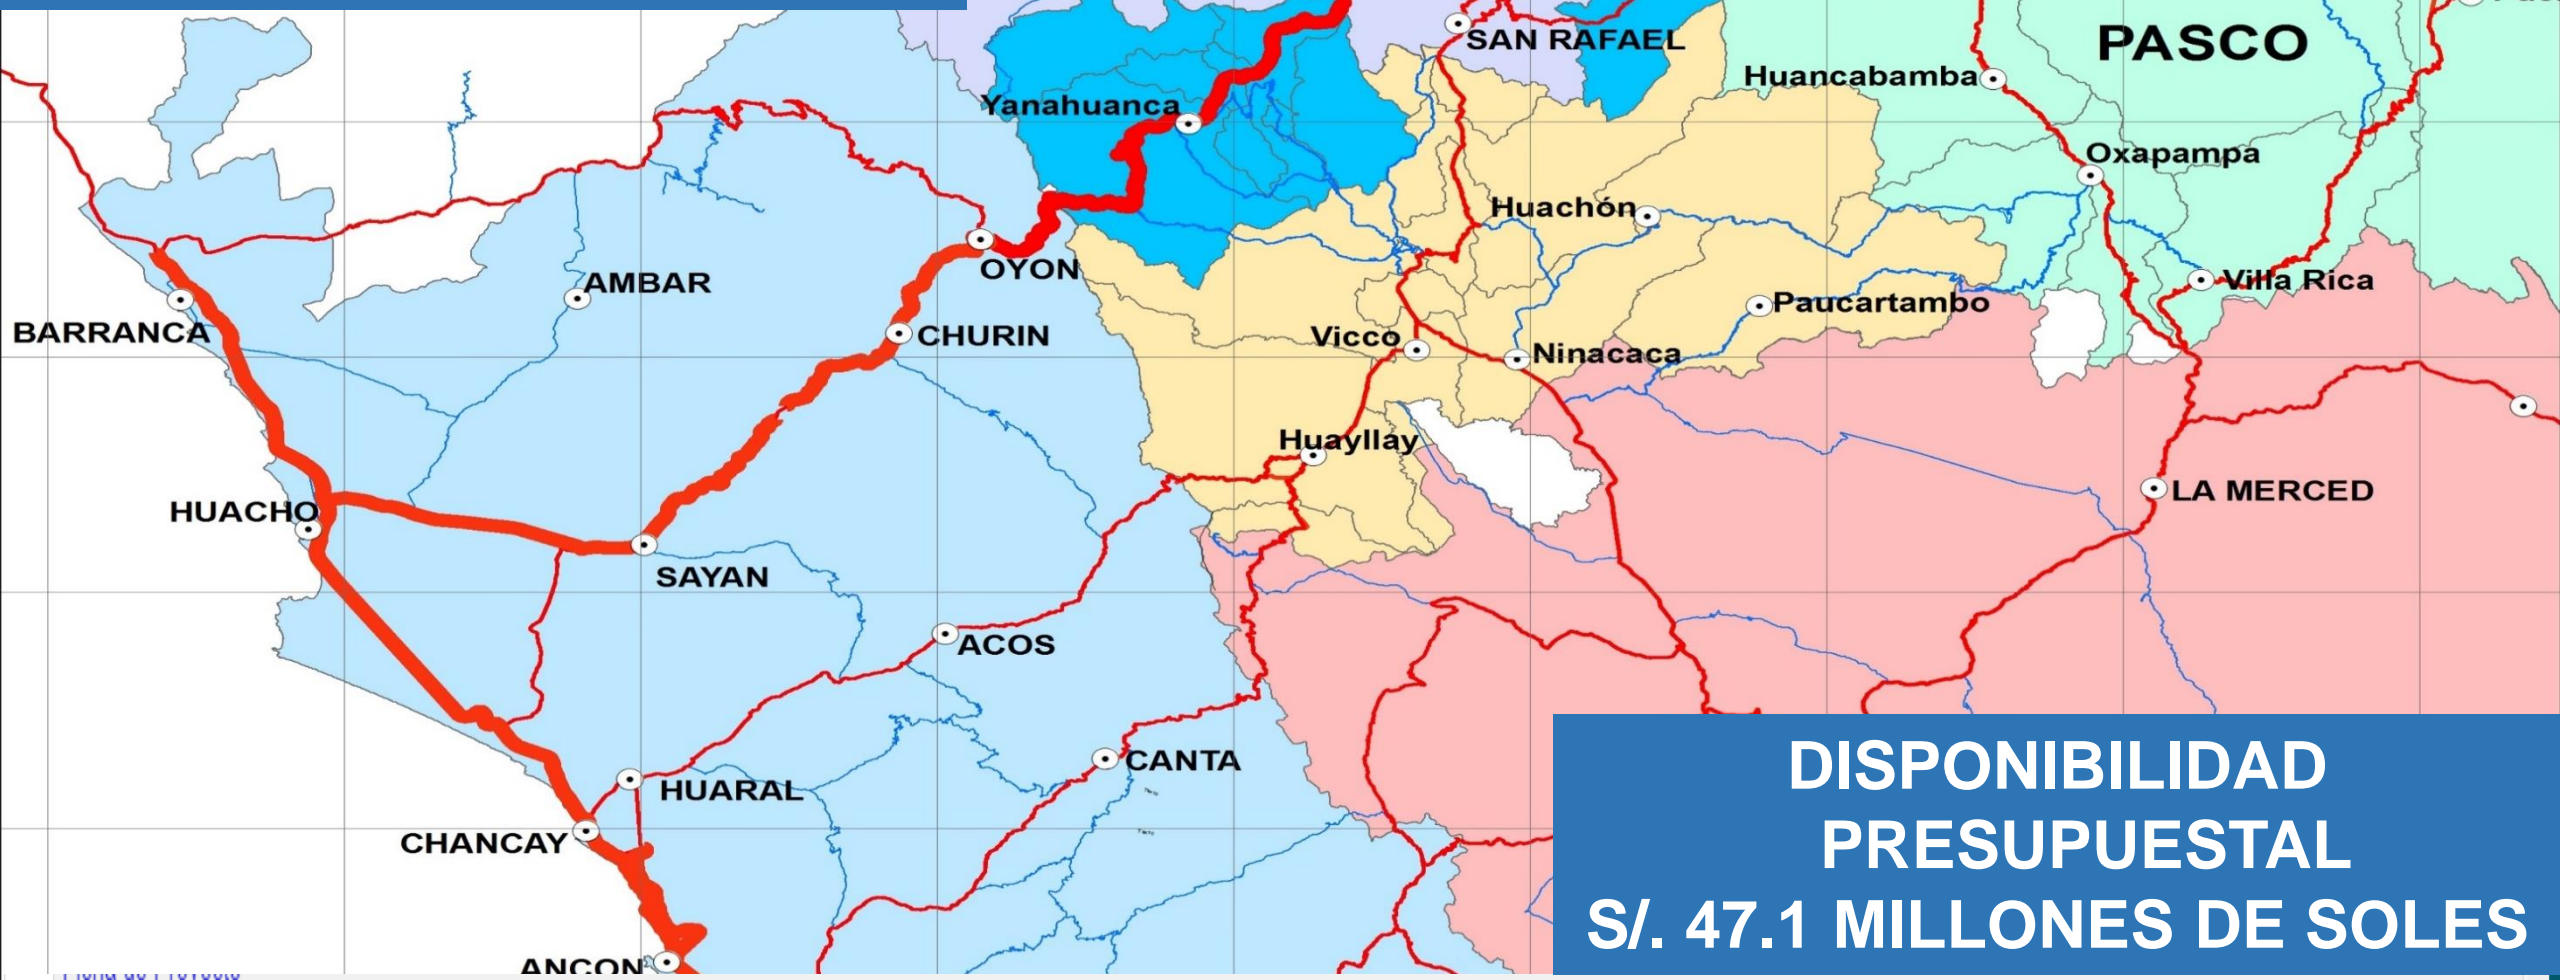 PASCO
SAN RAFAEL
Huancabamba
Yanahuanca
Oxapampa
Huachón
OYON
AMBAR
Villa Rica
Paucartambo
BARRANCA
CHURIN
Vicco
Ninacaca
Huayllay
LA MERCED
HUACHO
SAYAN
ACOS
CANTA
HUARAL
CHANCAY
ANCON
DISPONIBILIDAD
PRESUPUESTAL
S/. 47.1 MILLONES DE SOLES